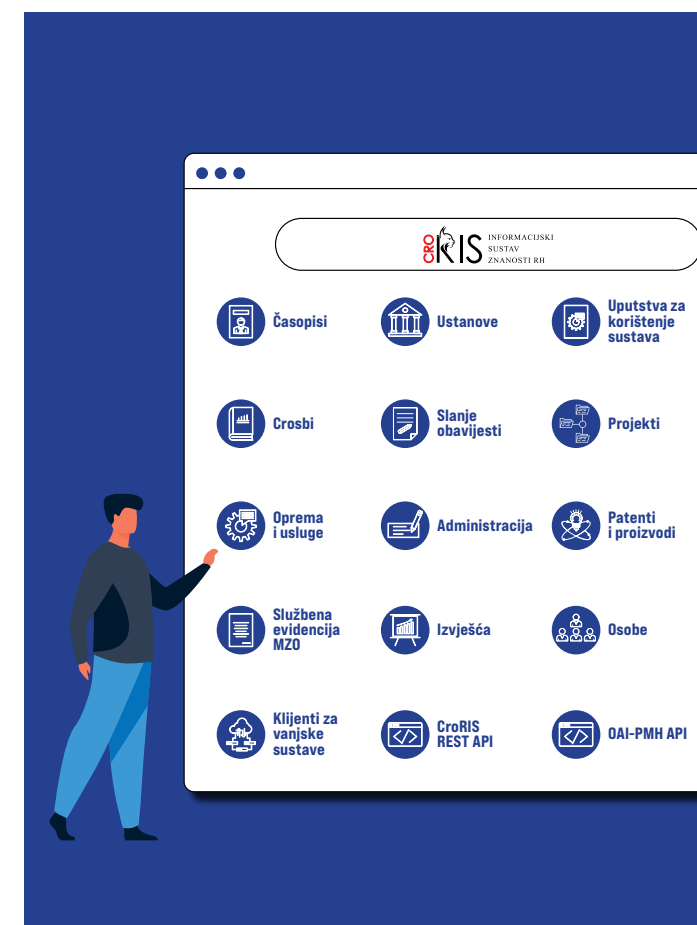 CRO
RIS
INFORMACIJSKI
SUSTAV
ZNANOSTI RH
Časopisi
Ustanove
Uputstva za
korištenje
sustava
Crosbi
Slanje
obavijesti
Projekti
Oprema
i usluge
Administracija
Patenti
i proizvodi
Službena
evidencija
MZO
Izvješća
Osobe
Klijenti za
vanjske
sustave
CroRIS
REST API
OAI-PMH API